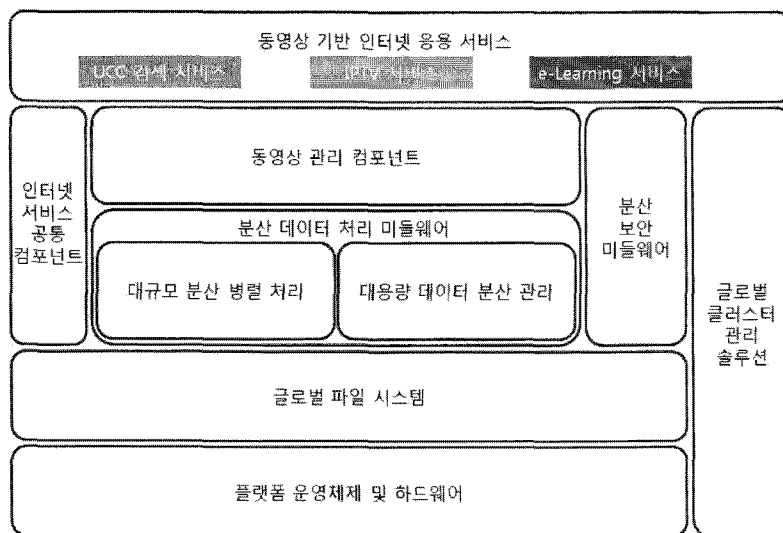 동영상 기반 인터넷 응용 서비스
UCC 검색 서비스
IPTV 서비스
e-Learning 서비스
인터넷
서비스
공통
컴포넌트
동영상 관리 컴포넌트
분산 데이터 처리 미들웨어
대규모 분산 병렬 처리
대용량 데이터 분산 관리
분산
보안
미들웨어
글로벌
클러스터
관리
솔루션
글로벌 파일 시스템
플랫폼 운영체제 및 하드웨어